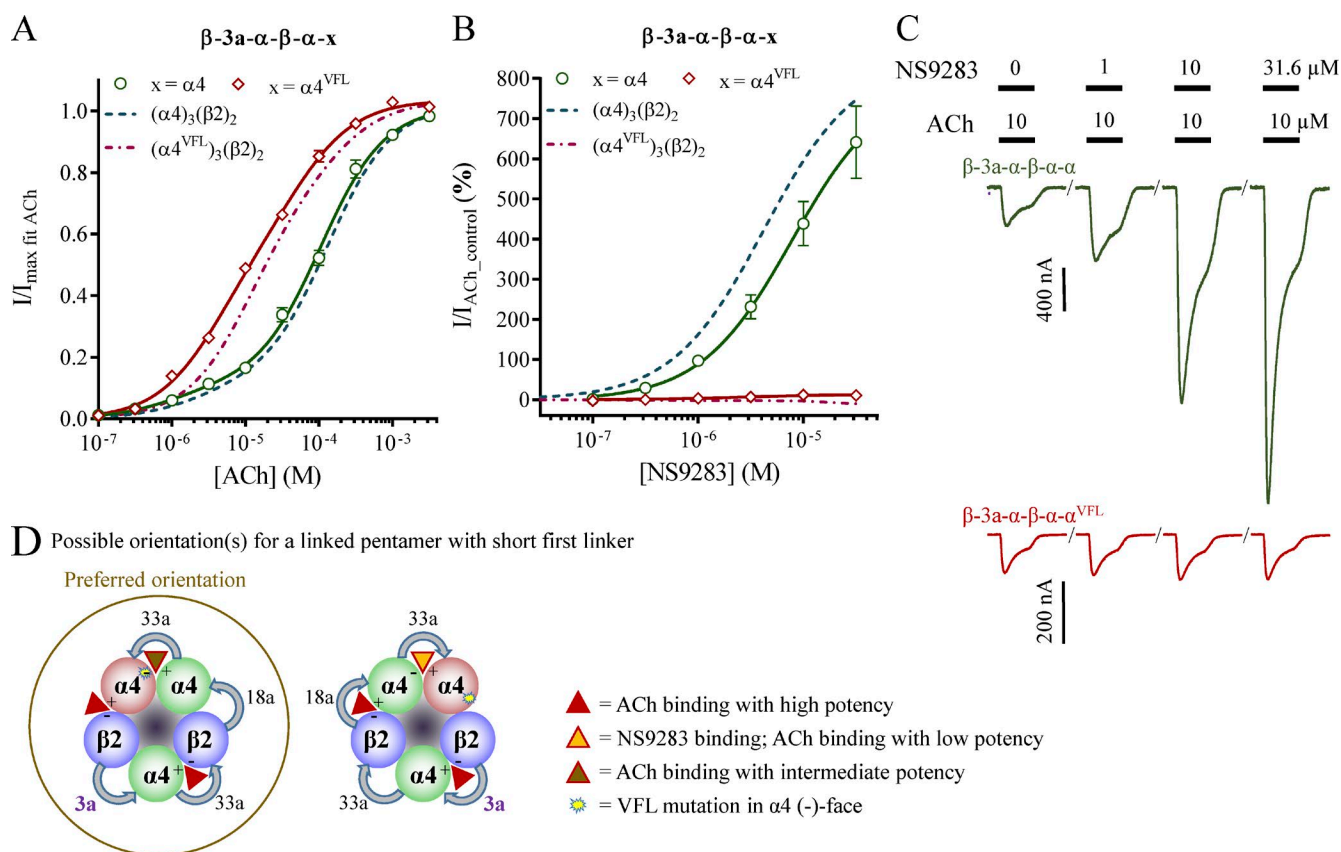 A
β-3a-α-β-α-x
x = α4 x = α4VFL
(α4)3(β2)2
(α4VFL)3(β2)2
I/Imax fit ACh
1.0
0.8
0.6
0.4
0.2
0.0
10-7 10-6 10-5 10-4 10-3
[ACh] (M)
B
β-3a-α-β-α-x
x = α4 x = α4VFL
(α4)3(β2)2
(α4VFL)3(β2)2
I/IACh_control (%)
800
700
600
500
400
300
200
100
0
10-7 10-6 10-5
[NS9283] (M)
C
NS9283 0 1 10 31.6 µM
ACh 10 10 10 10 µM
β-3a-α-β-α-α
400 nA
β-3a-α-β-α-αVFL
200 nA
D Possible orientation(s) for a linked pentamer with short first linker
Preferred orientation
33a
α4 - + α4
18a
+ -
β2 β2
α4 + -
3a 33a
33a
α4 - + α4
18a
+ -
β2 β2
α4 + -
33a 3a
= ACh binding with high potency
= NS9283 binding; ACh binding with low potency
= ACh binding with intermediate potency
= VFL mutation in α4 (-)-face